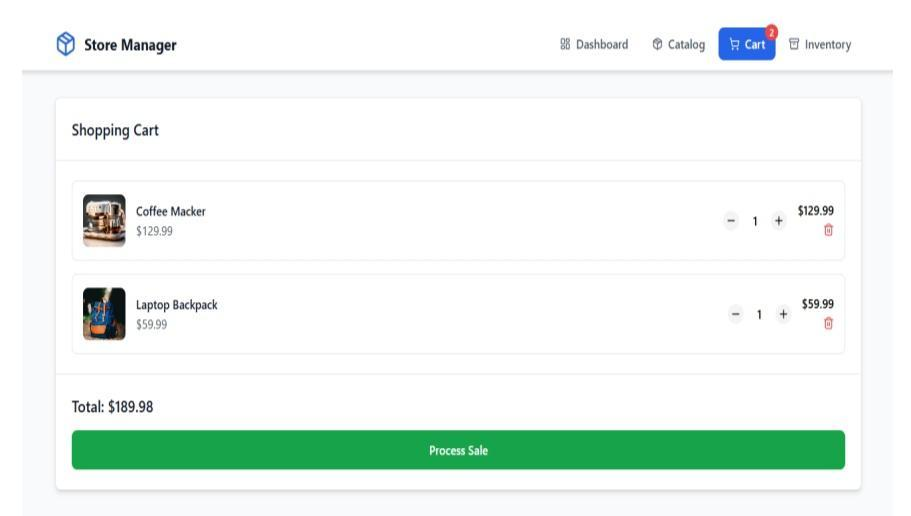 Store Manager
Dashboard
Catalog
Cart
2
Inventory
Shopping Cart
Coffee Macker
$129.99
− 1 +
$129.99
Laptop Backpack
$59.99
− 1 +
$59.99
Total: $189.98
Process Sale